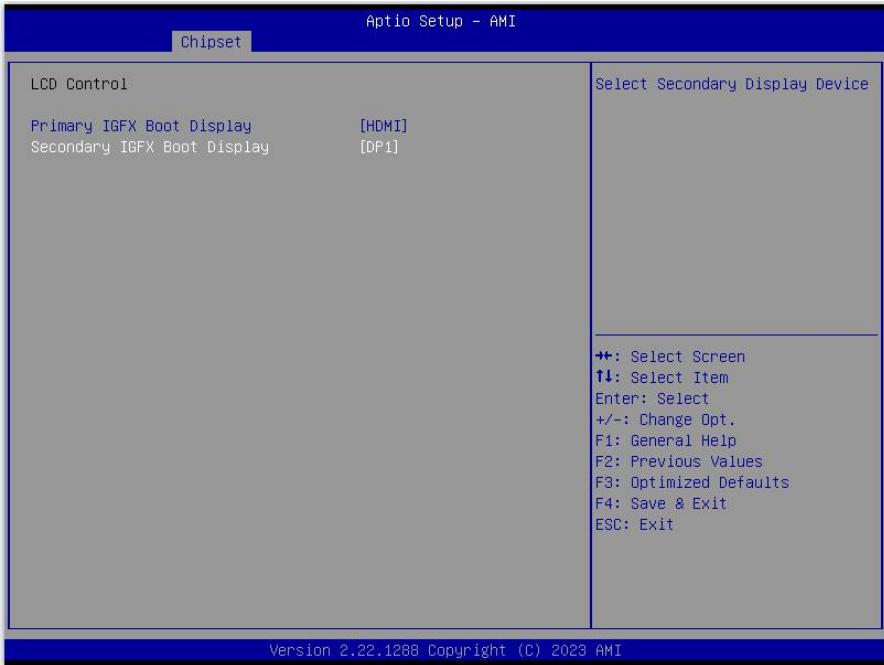 Aptio Setup - AMI
Chipset
LCD Control
Primary IGFX Boot Display [HDMI]
Secondary IGFX Boot Display [DP1]
Select Secondary Display Device
→←: Select Screen
↑↓: Select Item
Enter: Select
+/-: Change Opt.
F1: General Help
F2: Previous Values
F3: Optimized Defaults
F4: Save & Exit
ESC: Exit
Version 2.22.1288 Copyright (C) 2023 AMI